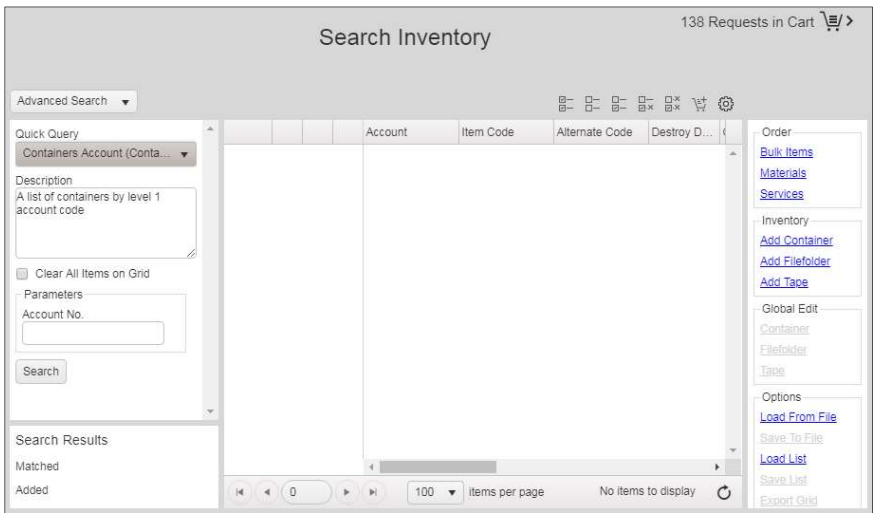 Search Inventory
138 Requests in Cart
Advanced Search
Quick Query
Containers Account (Conta...
Description
A list of containers by level 1
account code
Clear All Items on Grid
Parameters
Account No.
Search
Search Results
Matched
Added
Account Item Code Alternate Code Destroy D...
0
100 items per page
No items to display
Order
Bulk Items
Materials
Services
Inventory
Add Container
Add Filefolder
Add Tape
Global Edit
Container
Filefolder
Tape
Options
Load From File
Save To File
Load List
Save List
Export Grid